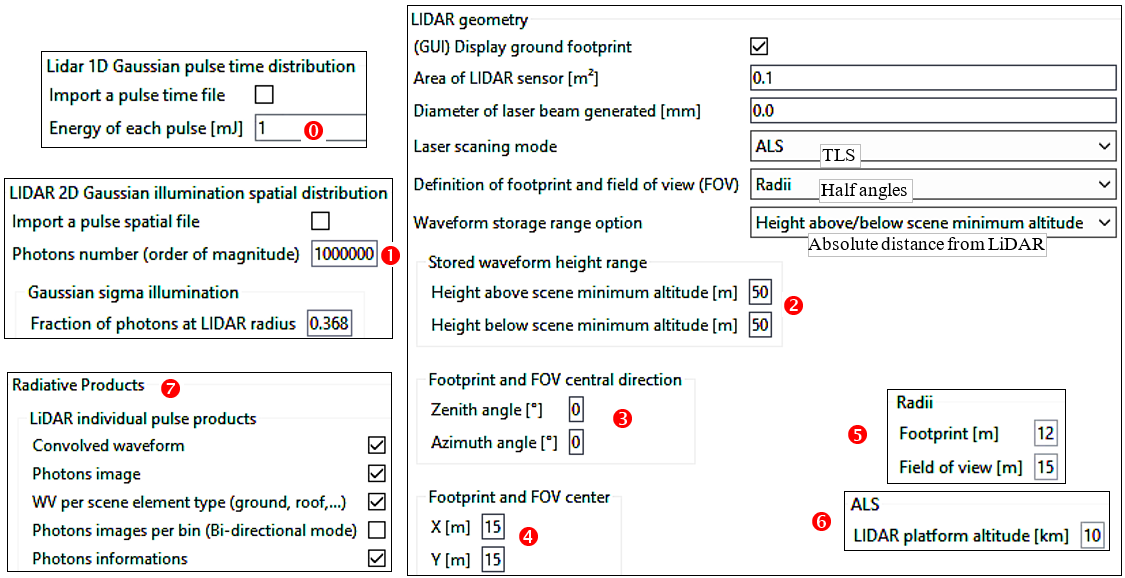 Lidar 1D Gaussian pulse time distribution
Import a pulse time file
Energy of each pulse [mJ] 1 0
LIDAR 2D Gaussian illumination spatial distribution
Import a pulse spatial file
Photons number (order of magnitude) 1000000 1
Gaussian sigma illumination
Fraction of photons at LIDAR radius 0.368
Radiative Products 7
LiDAR individual pulse products
Convolved waveform
Photons image
WV per scene element type (ground, roof,...)
Photons images per bin (Bi-directional mode)
Photons informations
LIDAR geometry
(GUI) Display ground footprint
Area of LIDAR sensor [m²] 0.1
Diameter of laser beam generated [mm] 0.0
Laser scaning mode ALS
TLS
Definition of footprint and field of view (FOV) Radii
Half angles
Waveform storage range option Height above/below scene minimum altitude
Absolute distance from LiDAR
Stored waveform height range
Height above scene minimum altitude [m] 50
2
Height below scene minimum altitude [m] 50
Footprint and FOV central direction
Zenith angle [°] 0
3
Azimuth angle [°] 0
Footprint and FOV center
X [m] 15
4
Y [m] 15
Radii
5 Footprint [m] 12
Field of view [m] 15
ALS
6
LIDAR platform altitude [km] 10